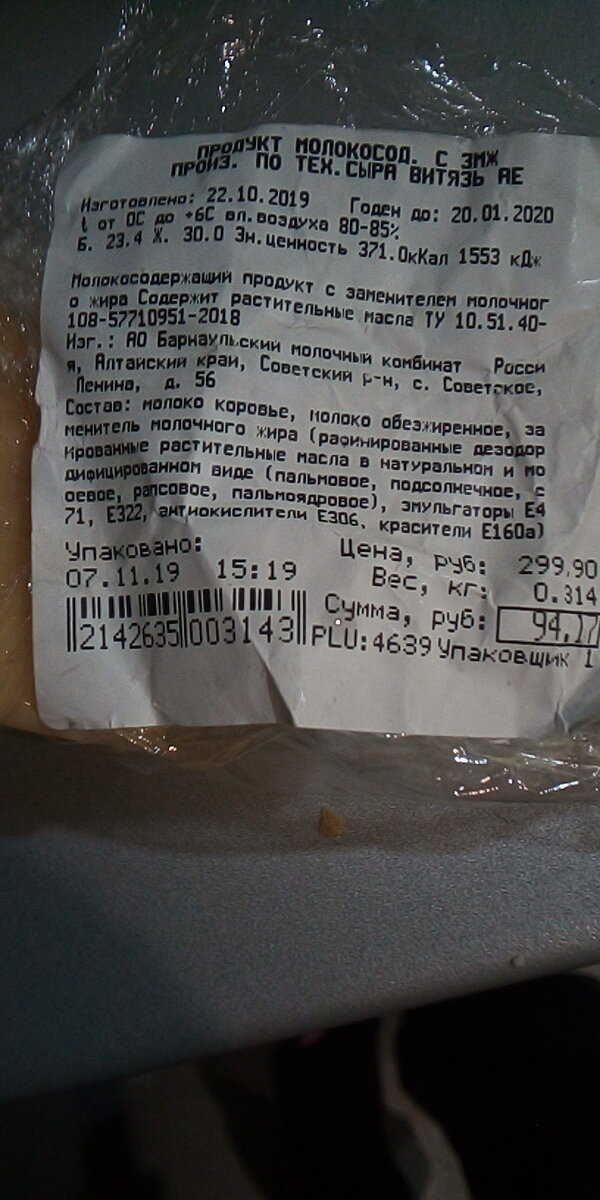 ПРОДУКТ МОЛОКОСОД. С ЗМЖ
ПРОИЗ. ПО ТЕХ.СЫРА ВИТЯЗЬ АЕ
Изготовлено: 22.10.2019 Годен до: 20.01.2020
t от 0С до +6С вл.воздуха 80-85%
Б. 23.4 Ж. 30.0 Эн.ценность 371.0кКал 1553 кДж
Молокосодержащий продукт с заменителем молочног
о жира Содержит растительные масла ТУ 10.51.40-
108-57710951-2018
Изг.: АО Барнаульский молочный комбинат Росси
я, Алтайский край, Советский р-н, с. Советское,
Ленина, д. 56
Состав: молоко коровье, молоко обезжиренное, за
менитель молочного жира (рафинированные дезодор
ированные растительные масла в натуральном и мо
дифицированном виде (пальмовое, подсолнечное, с
оевое, рапсовое, пальмоядровое), эмульгаторы Е4
71, Е322, антиокислители Е306, красители Е160а)
Упаковано: Цена, руб: 299.90
07.11.19 15:19 Вес, кг: 0.314
Сумма, руб: 94,17
2142635003143 PLU:4639 Упаковщик 1